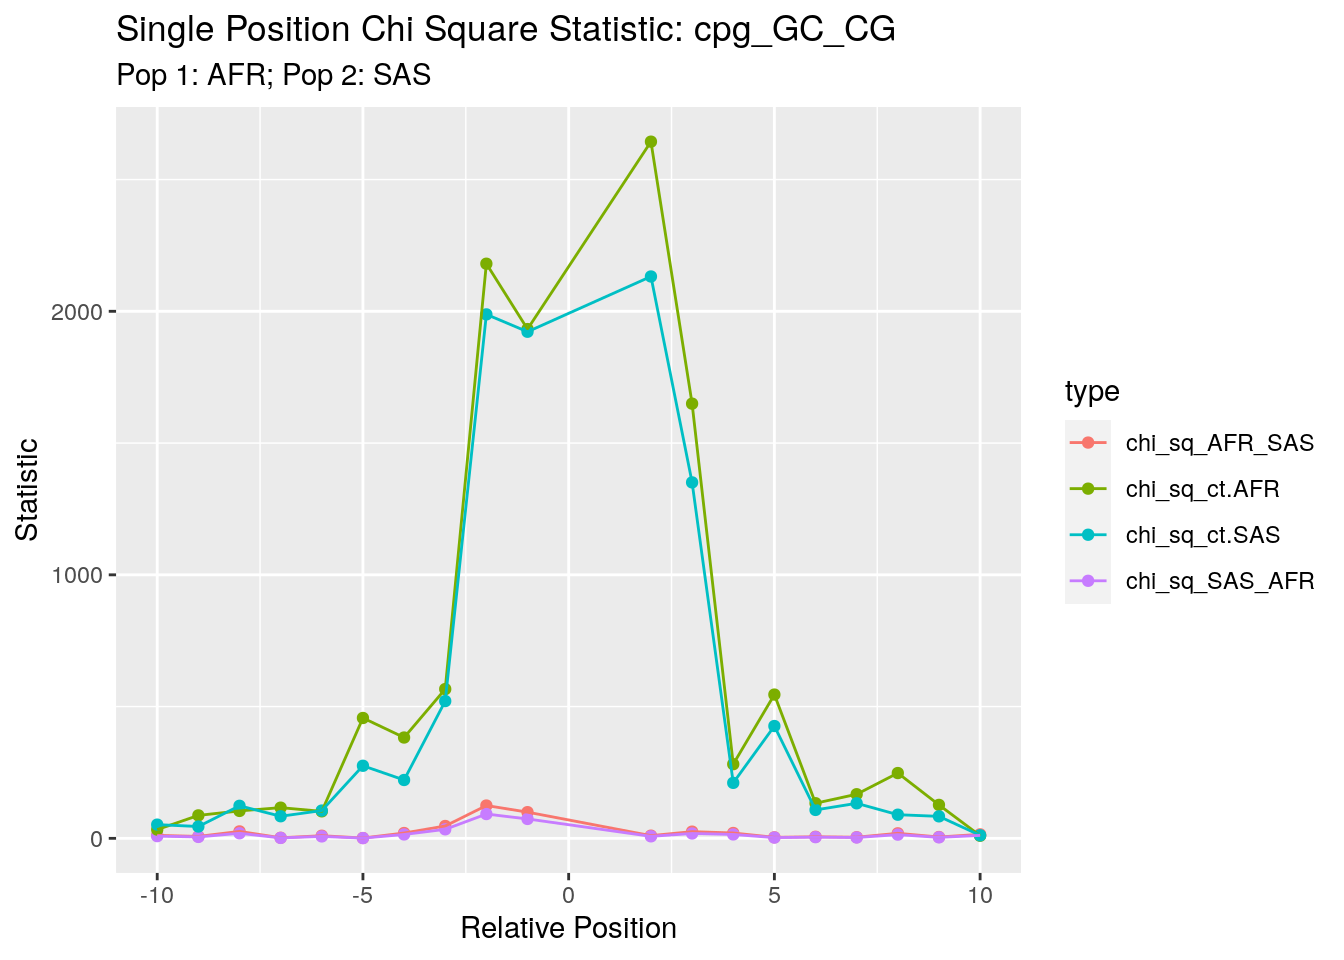 Single Position Chi Square Statistic: cpg_GC_CG
Pop 1: AFR; Pop 2: SAS
Statistic
2000
1000
0
-10
-5
0
5
10
Relative Position
type
chi_sq_AFR_SAS
chi_sq_ct.AFR
chi_sq_ct.SAS
chi_sq_SAS_AFR